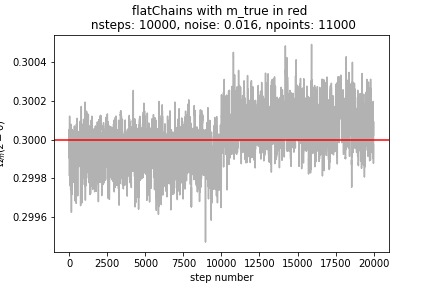 flatChains with m_true in red
nsteps: 10000, noise: 0.016, npoints: 11000
0.3004
0.3002
0.3000
0.2998
0.2996
0 2500 5000 7500 10000 12500 15000 17500 20000
step number